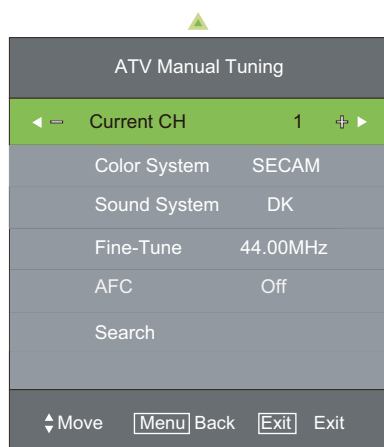 ATV Manual Tuning
Current CH 1
Color System SECAM
Sound System DK
Fine-Tune 44.00MHz
AFC Off
Search
Move Menu Back Exit Exit